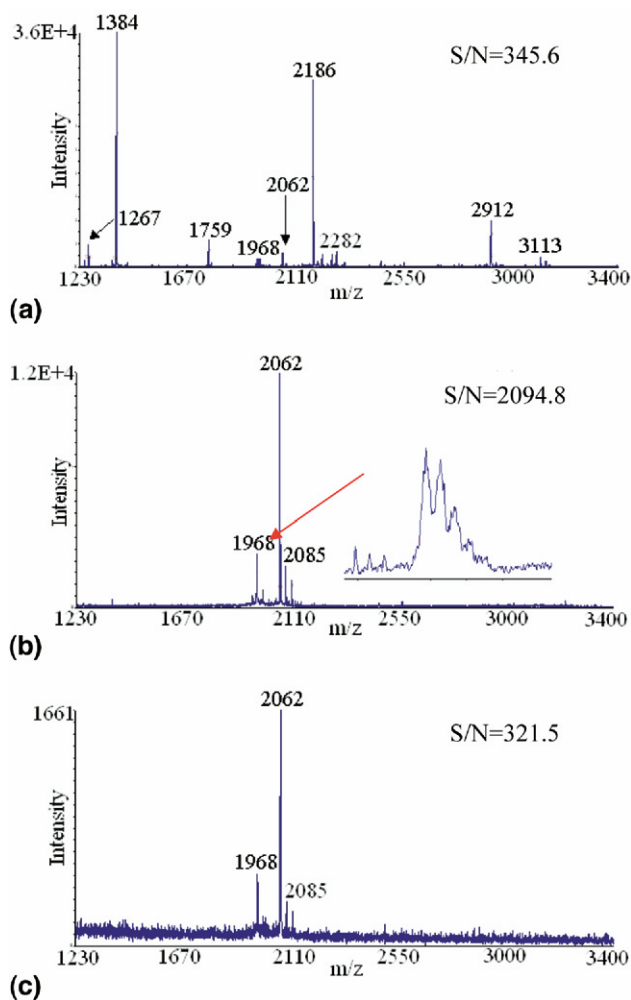 3.6E+4
1384
S/N=345.6
2186
Intensity
2062
1267
1759
1968
2282
2912
3113
1230 1670 2110 2550 3000 3400
m/z
(a)
1.2E+4
2062
S/N=2094.8
Intensity
1968
2085
1230 1670 2110 2550 3000 3400
m/z
(b)
1661
2062
S/N=321.5
Intensity
1968
2085
1230 1670 2110 2550 3000 3400
m/z
(c)